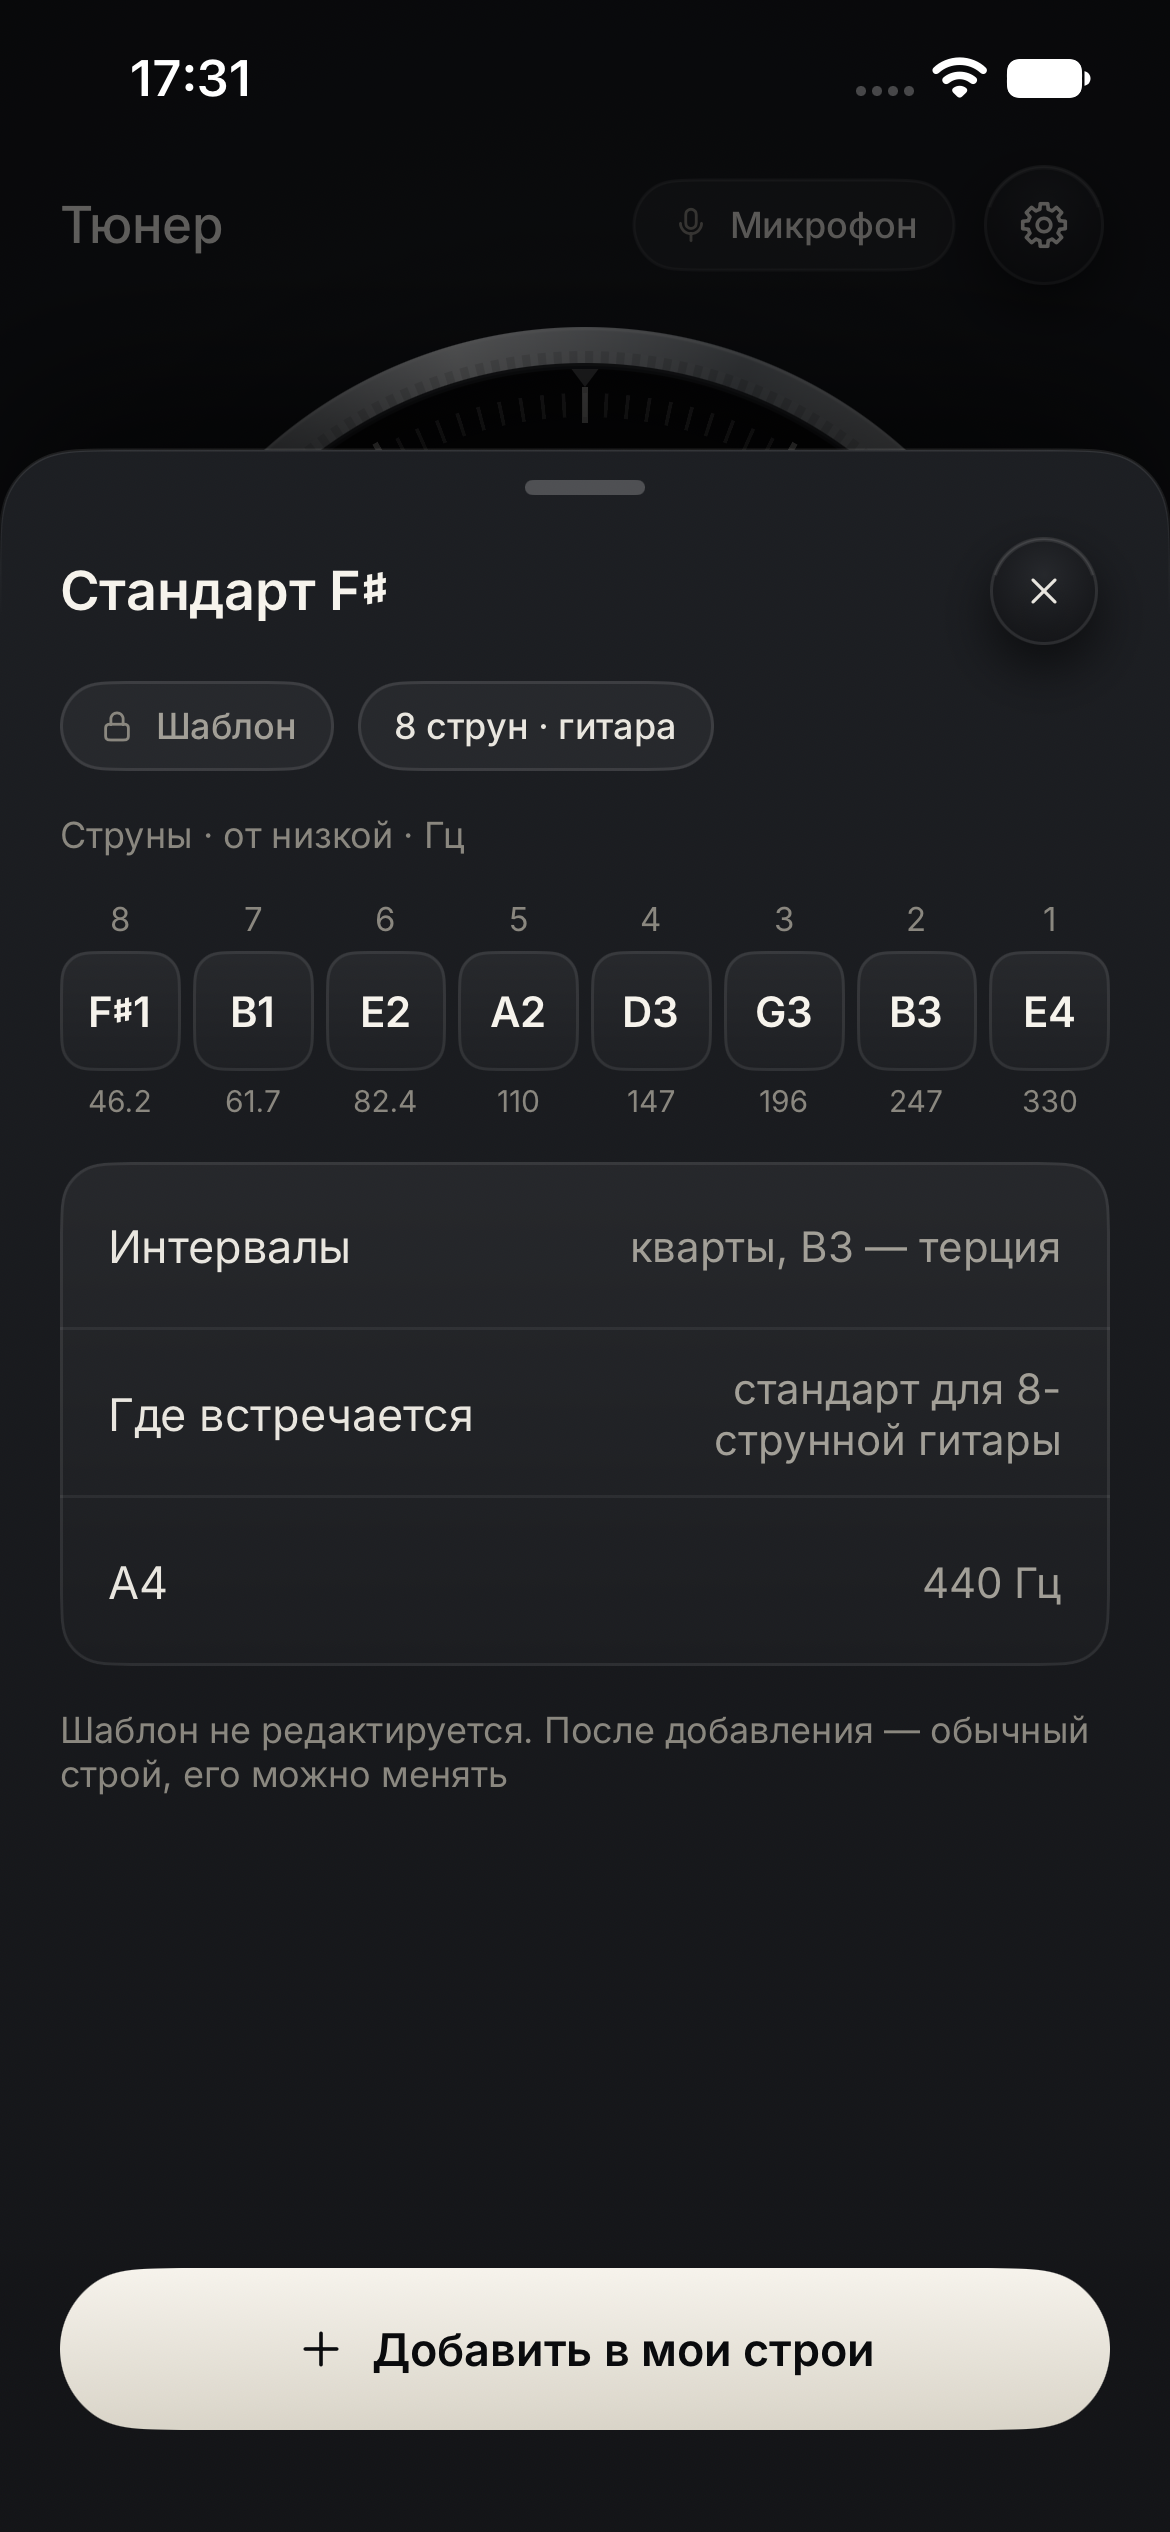 17:31
Тюнер
Микрофон
Стандарт F♯
Шаблон
8 струн · гитара
Струны · от низкой · Гц
8 7 6 5 4 3 2 1
F♯1 B1 E2 A2 D3 G3 B3 E4
46.2 61.7 82.4 110 147 196 247 330
Интервалы
кварты, B3 — терция
Где встречается
стандарт для 8-
струнной гитары
A4
440 Гц
Шаблон не редактируется. После добавления — обычный
строй, его можно менять
Добавить в мои строи